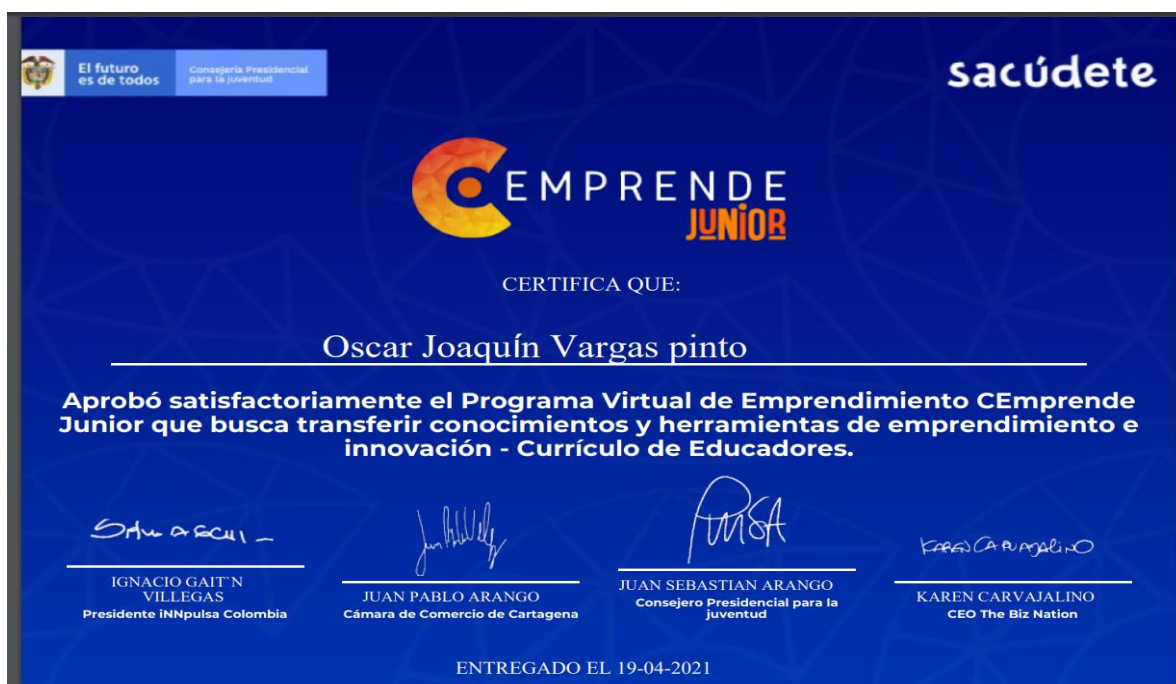 El futuro
es de todos
Consejería Presidencial
para la juventud
sacúdete
EMPRENDE
JUNIOR
CERTIFICA QUE:
Oscar Joaquín Vargas pinto
Aprobó satisfactoriamente el Programa Virtual de Emprendimiento CEmprende
Junior que busca transferir conocimientos y herramientas de emprendimiento e
innovación - Currículo de Educadores.
KAREN CARVAJALINO
IGNACIO GAIT`N
VILLEGAS
Presidente iNNpulsa Colombia
JUAN PABLO ARANGO
Cámara de Comercio de Cartagena
JUAN SEBASTIAN ARANGO
Consejero Presidencial para la
juventud
KAREN CARVAJALINO
CEO The Biz Nation
ENTREGADO EL 19-04-2021